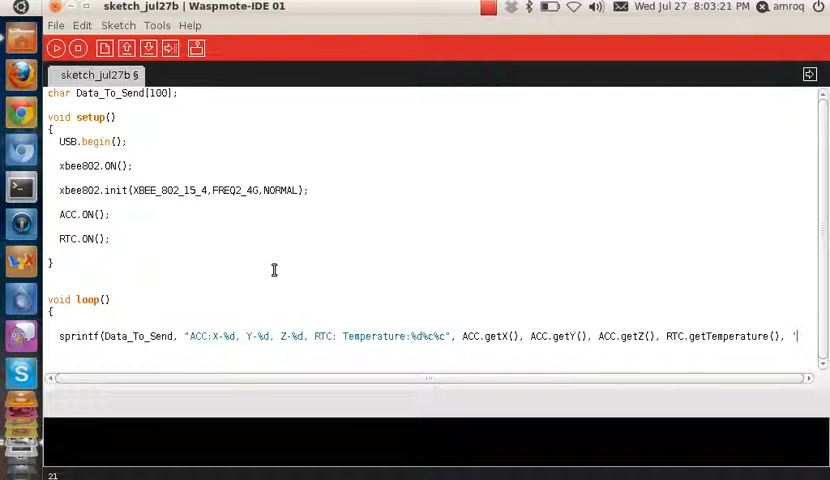 sketch_jul27b | Waspmote-IDE 01
Wed Jul 27 8:03:21 PM
amroq
File Edit Sketch Tools Help
sketch_jul27b §
char Data_To_Send[100];
void setup()
{
USB.begin();
xbee802.ON();
xbee802.init(XBEE_802_15_4,FREQ2_4G,NORMAL);
ACC.ON();
RTC.ON();
}
void loop()
{
sprintf(Data_To_Send, "ACC:X-%d, Y-%d, Z-%d, RTC: Temperature:%d%c%c", ACC.getX(), ACC.getY(), ACC.getZ(), RTC.getTemperature(), '
21